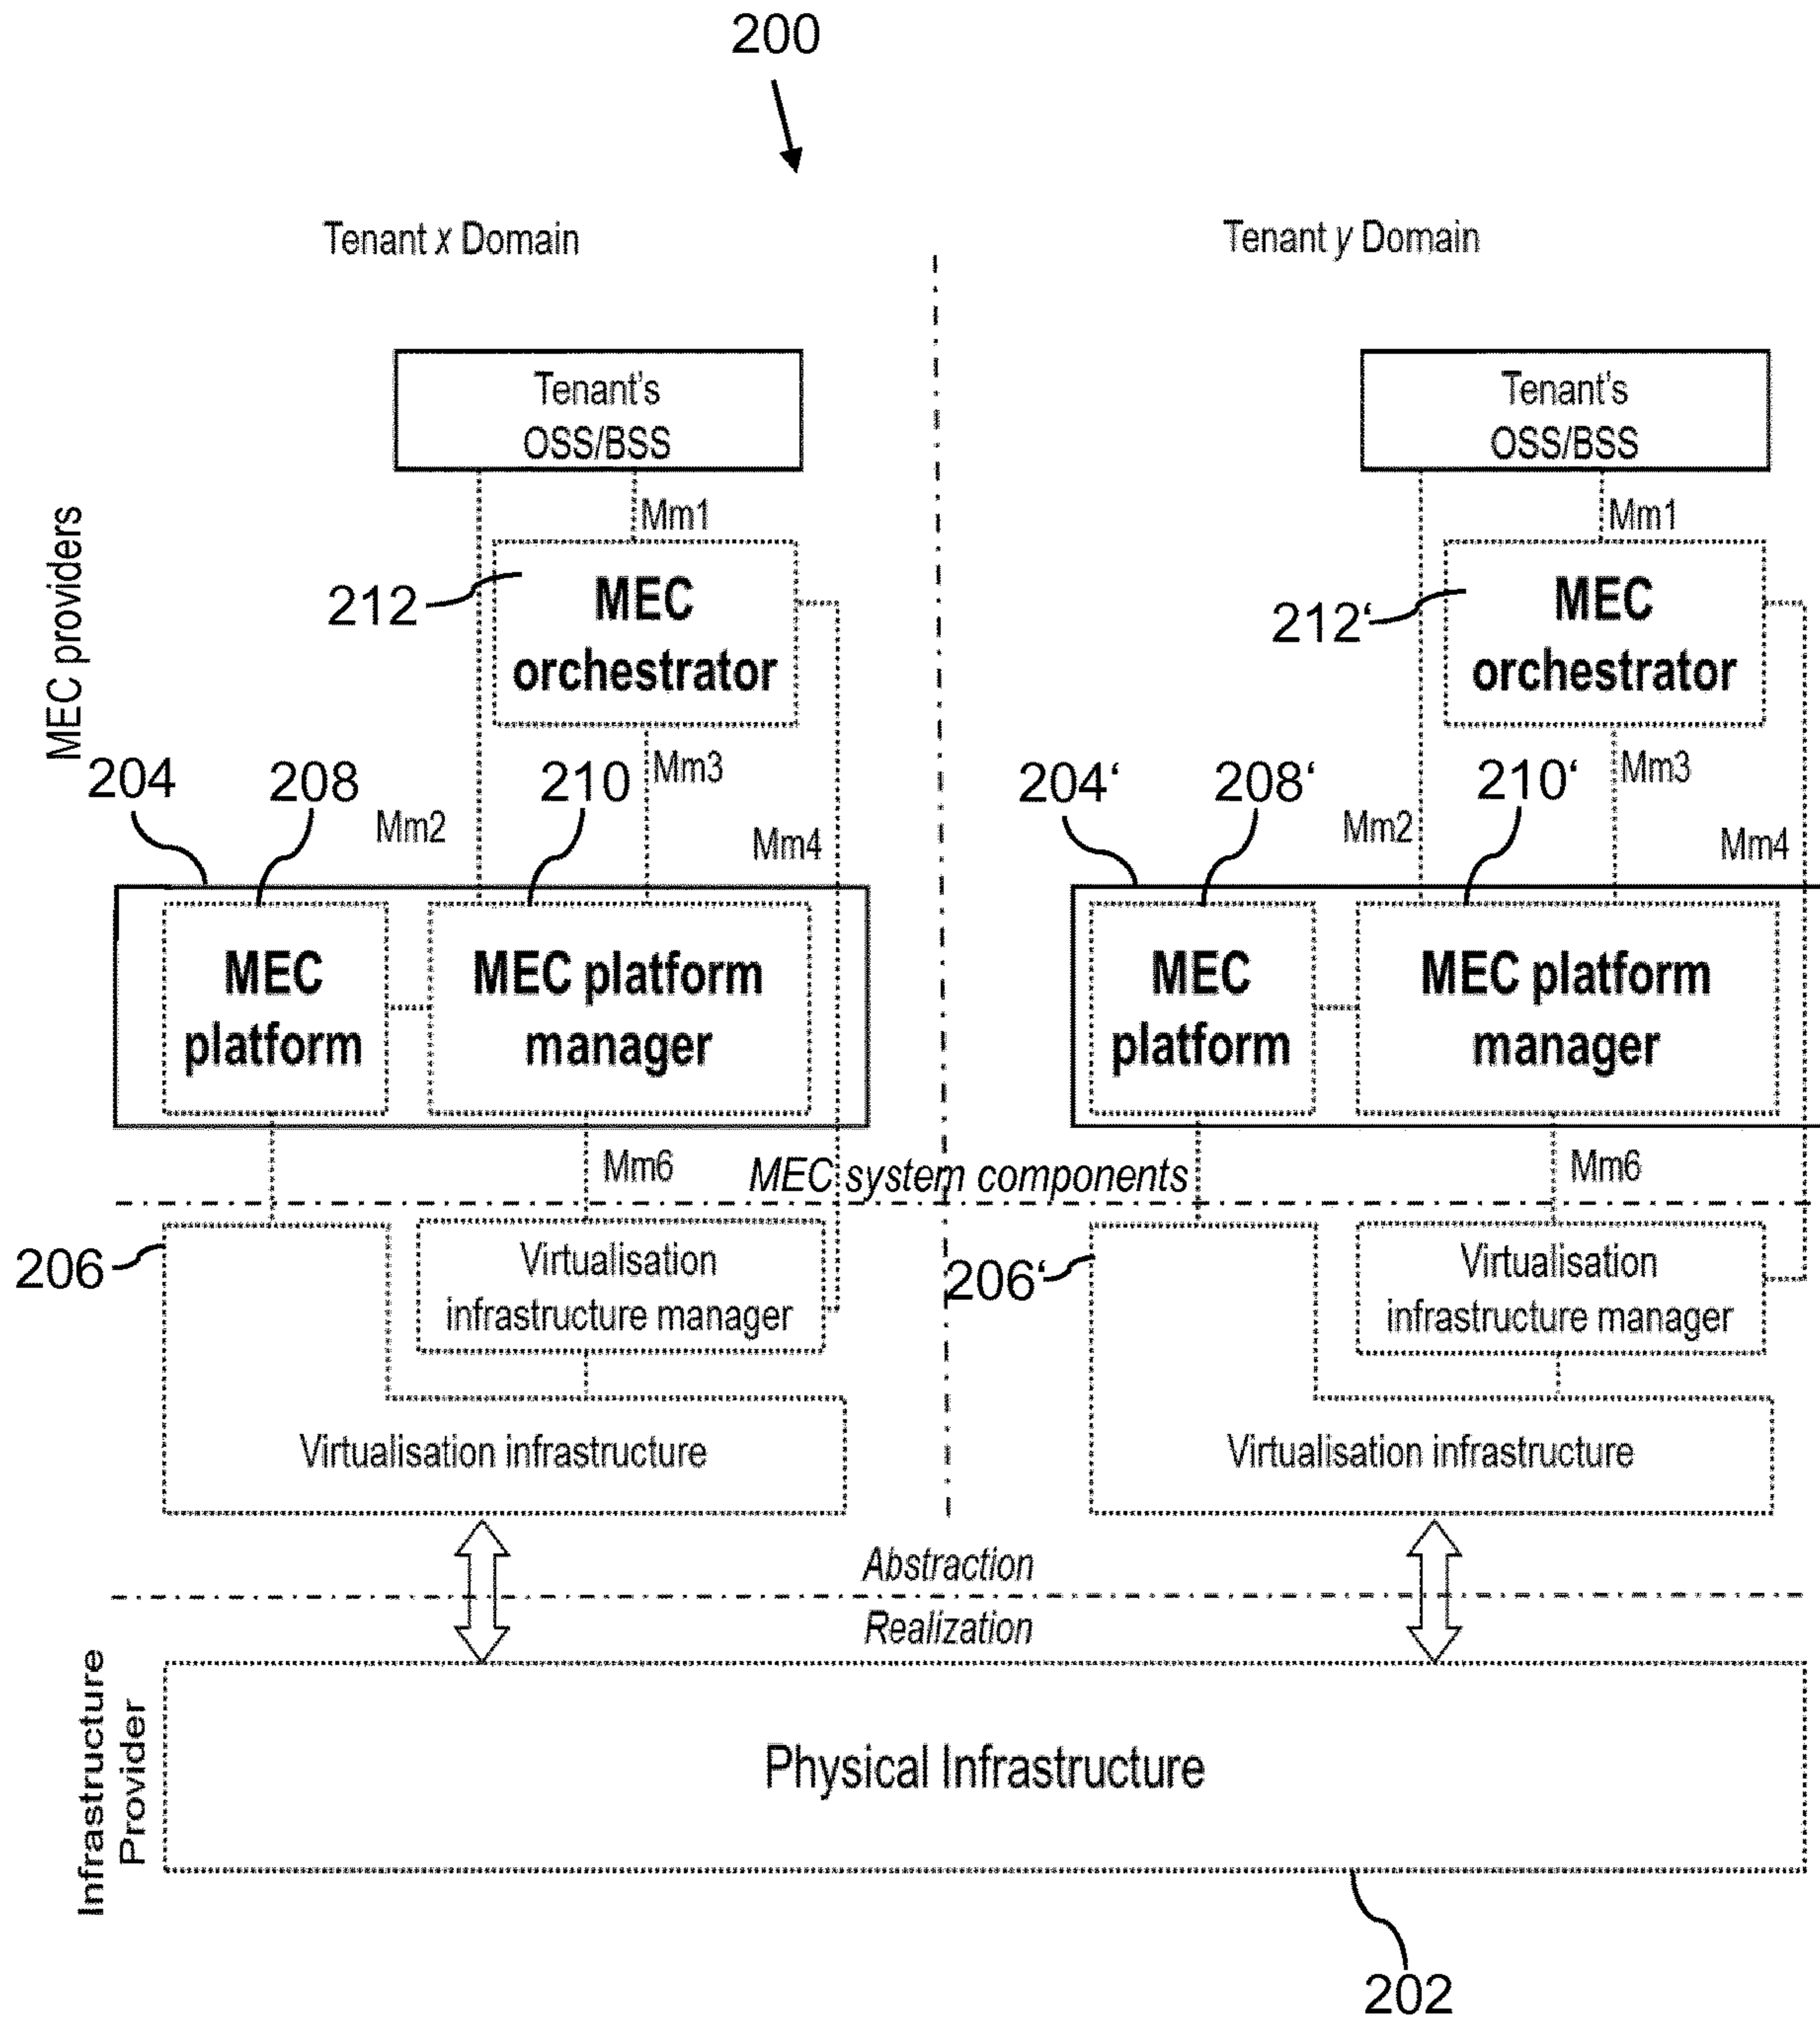 200
Tenant x Domain
Tenant y Domain
Tenant's
OSS/BSS
Tenant's
OSS/BSS
MEC providers
Mm1
Mm1
212
MEC
orchestrator
212‘
MEC
orchestrator
204
208
Mm2
210
Mm3
Mm4
204‘
208‘
Mm2
210‘
Mm3
Mm4
MEC
platform
MEC platform
manager
MEC
platform
MEC platform
manager
Mm6
MEC system components
Mm6
206
Virtualisation
infrastructure manager
206‘
Virtualisation
infrastructure manager
Virtualisation infrastructure
Virtualisation infrastructure
Abstraction
Realization
Infrastructure
Provider
Physical Infrastructure
202